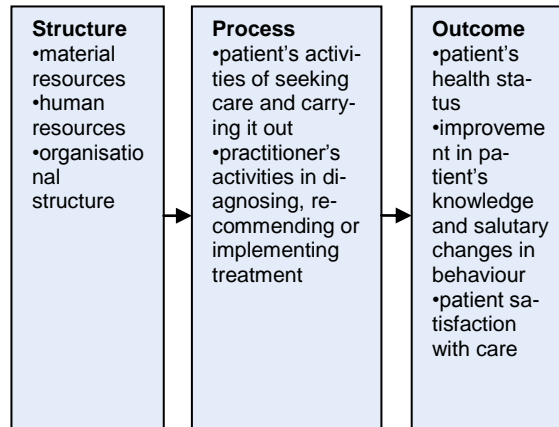 Structure
•material
resources
•human
resources
•organisatio
nal
structure
Process
•patient's activi-
ties of seeking
care and carry-
ing it out
•practitioner's
activities in di-
agnosing, re-
commending or
implementing
treatment
Outcome
•patient's
health sta-
tus
•improveme
nt in pa-
tient's
knowledge
and salutary
changes in
behaviour
•patient sa-
tisfaction
with care